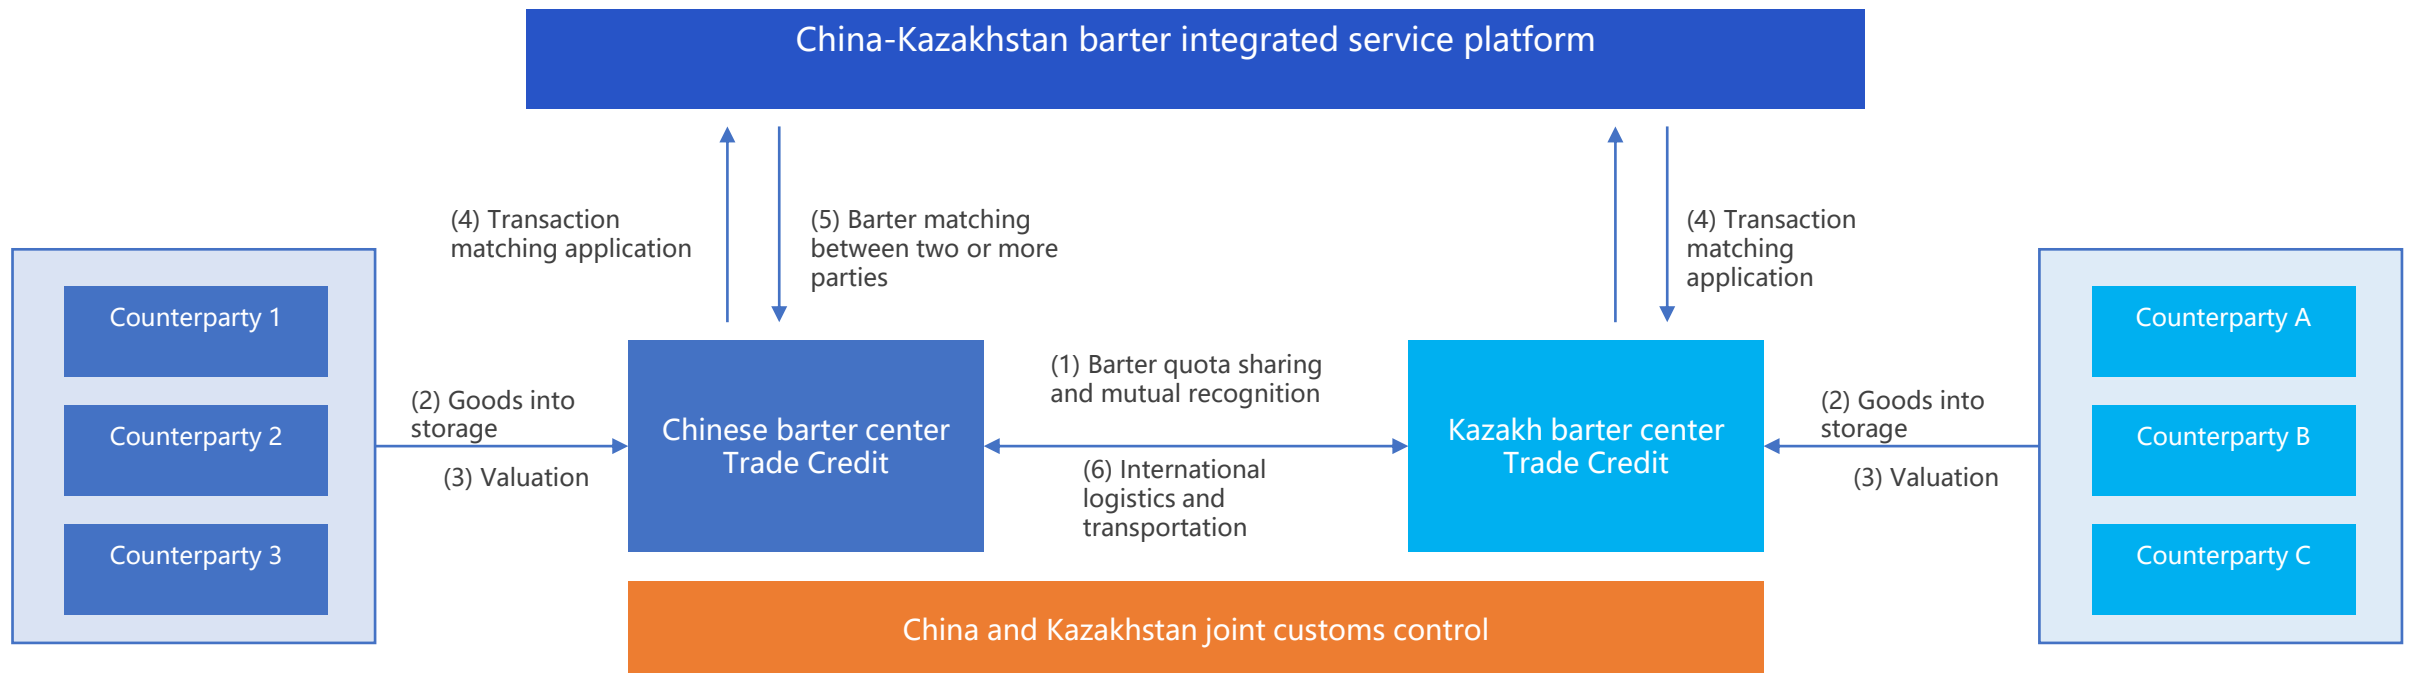 China-Kazakhstan barter integrated service platform
(4) Transaction
matching application
(5) Barter matching
between two or more
parties
(4) Transaction
matching
application
Counterparty 1
Counterparty 2
Counterparty 3
(2) Goods into
storage
(3) Valuation
Chinese barter center
Trade Credit
(1) Barter quota sharing
and mutual recognition
(6) International
logistics and
transportation
Kazakh barter center
Trade Credit
(2) Goods into
storage
(3) Valuation
Counterparty A
Counterparty B
Counterparty C
China and Kazakhstan joint customs control